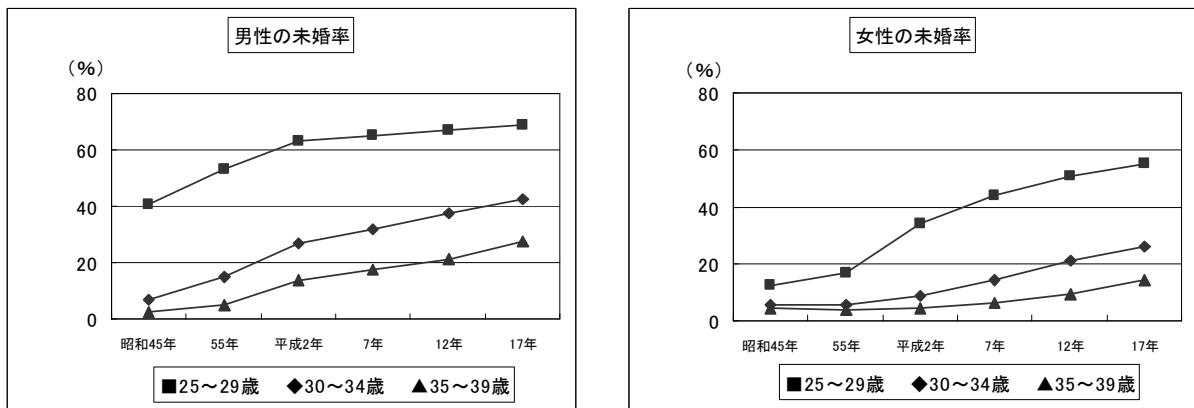 男性の未婚率
(%)
80
60
40
20
0
昭和45年 55年 平成2年 7年 12年 17年
■25～29歳 ◆30～34歳 ▲35～39歳
女性の未婚率
(%)
80
60
40
20
0
昭和45年 55年 平成2年 7年 12年 17年
■25～29歳 ◆30～34歳 ▲35～39歳